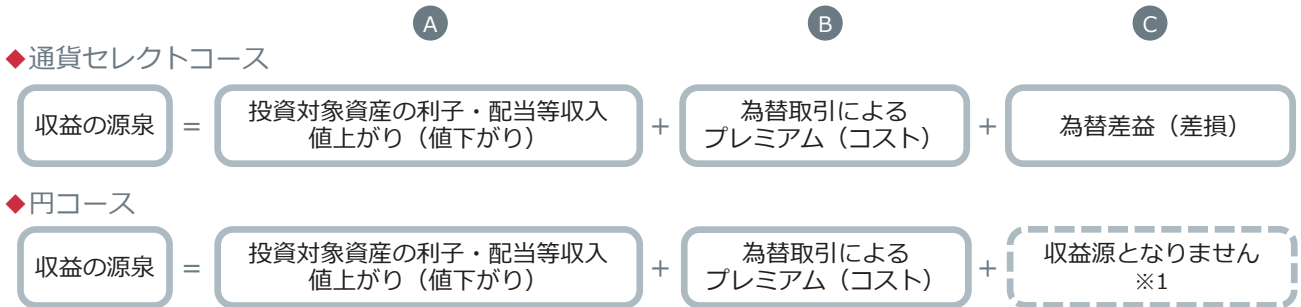 A B C
◆通貨セレクトコース
収益の源泉 = 投資対象資産の利子・配当等収入 値上がり（値下がり） + 為替取引による プレミアム（コスト） + 為替差益（差損）
◆円コース
収益の源泉 = 投資対象資産の利子・配当等収入 値上がり（値下がり） + 為替取引による プレミアム（コスト） + 収益源となりません ※1